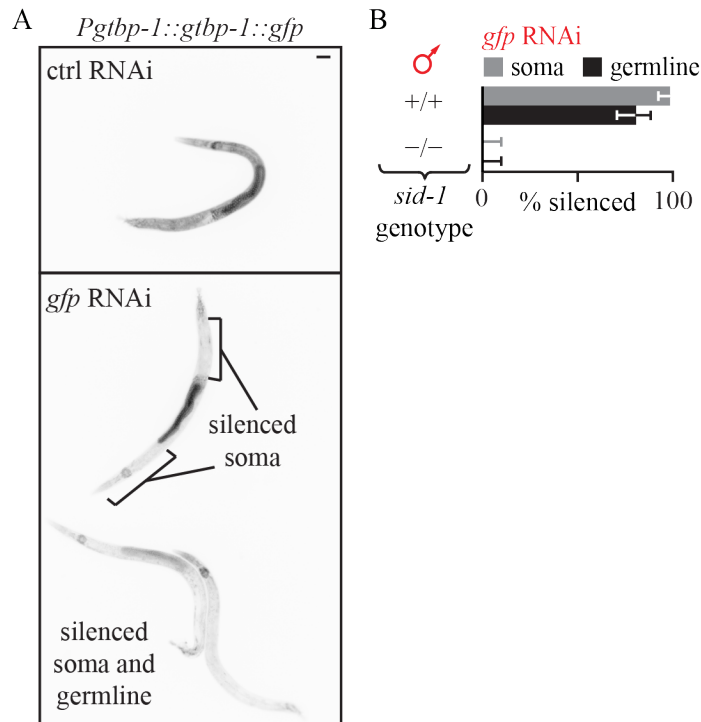 A
Pgtbp-1::gtbp-1::gfp
ctrl RNAi
gfp RNAi
silenced
soma
silenced
soma and
germline
B
gfp RNAi
♂
soma
germline
+/+
−/−
sid-1
genotype
0
% silenced
100